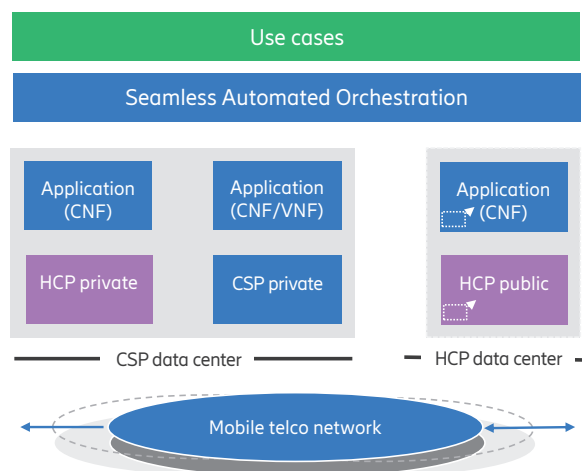 Use cases
Seamless Automated Orchestration
Application
(CNF)
Application
(CNF/VNF)
Application
(CNF)
HCP private
CSP private
HCP public
CSP data center
HCP data center
Mobile telco network